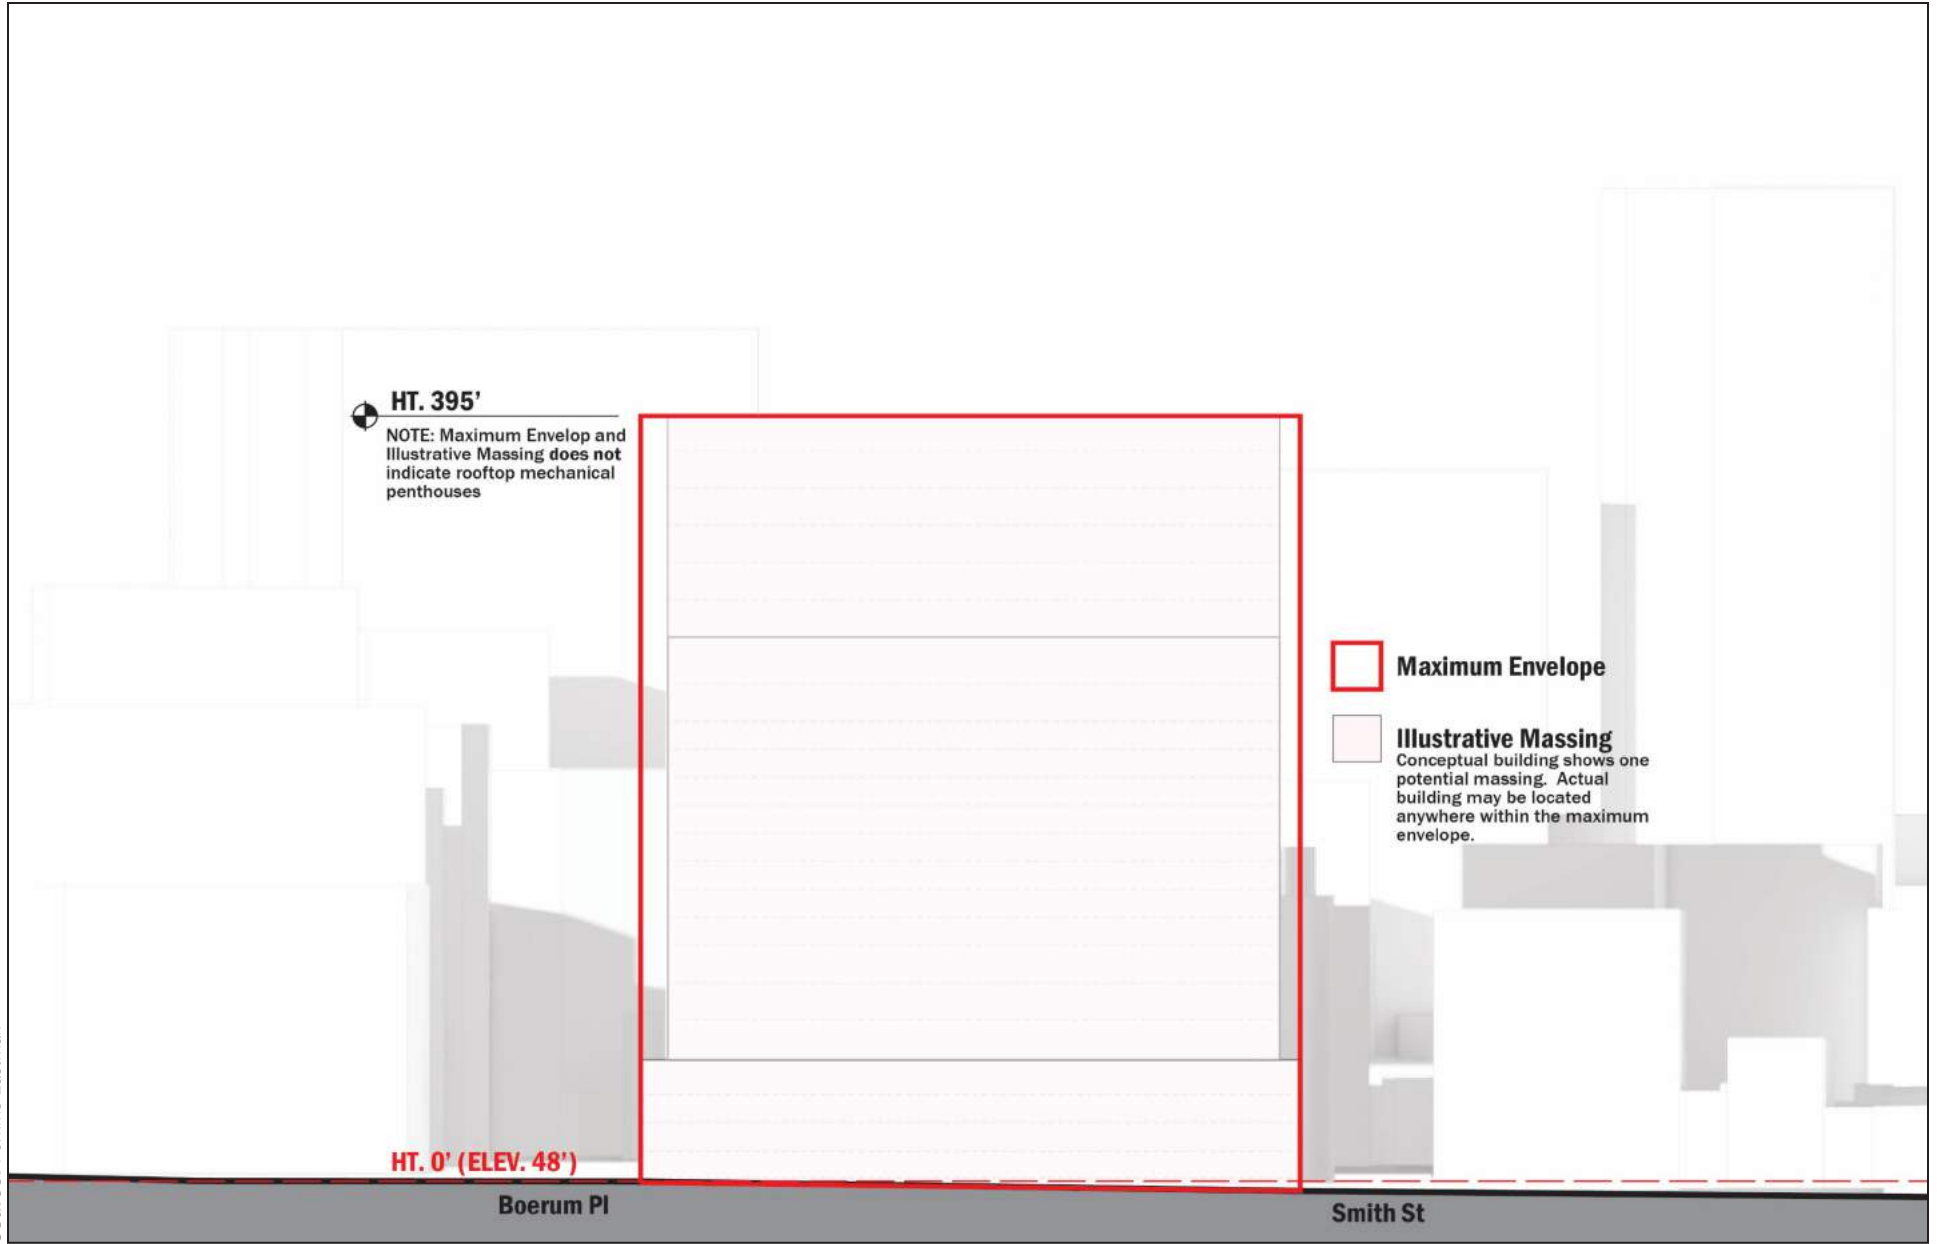 HT. 395’
NOTE: Maximum Envelop and
Illustrative Massing does not
indicate rooftop mechanical
penthouses
Maximum Envelope
Illustrative Massing
Conceptual building shows one
potential massing. Actual
building may be located
anywhere within the maximum
envelope.
HT. 0’ (ELEV. 48’)
Boerum Pl
Smith St